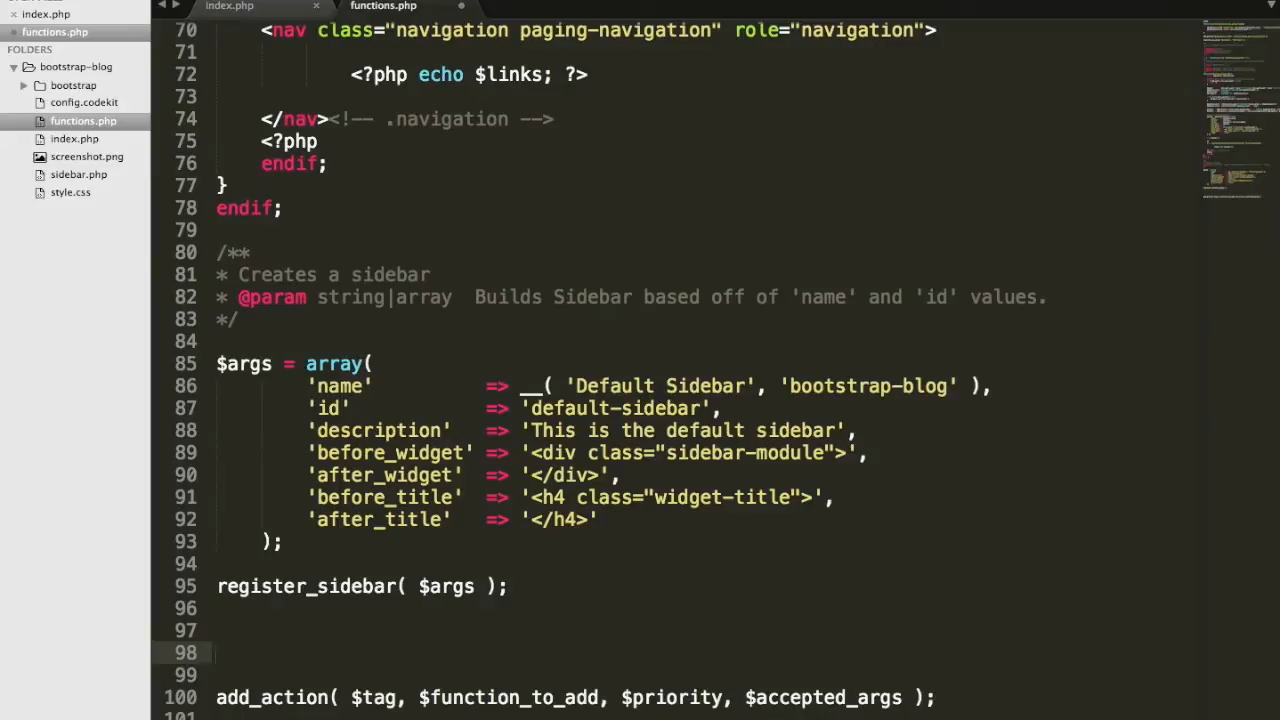 index.php
functions.php
FOLDERS
bootstrap-blog
bootstrap
config.codekit
functions.php
index.php
screenshot.png
sidebar.php
style.css
index.php × functions.php
70 <nav class="navigation paging-navigation" role="navigation">
71
72 <?php echo $links; ?>
73
74 </nav><!-- .navigation -->
75 <?php
76 endif;
77 }
78 endif;
79
80 /**
81 * Creates a sidebar
82 * @param string|array  Builds Sidebar based off of 'name' and 'id' values.
83 */
84
85 $args = array(
86 'name' => __( 'Default Sidebar', 'bootstrap-blog' ),
87 'id' => 'default-sidebar',
88 'description' => 'This is the default sidebar',
89 'before_widget' => '<div class="sidebar-module">',
90 'after_widget' => '</div>',
91 'before_title' => '<h4 class="widget-title">',
92 'after_title' => '</h4>'
93 );
94
95 register_sidebar( $args );
96
97
98
99
100 add_action( $tag, $function_to_add, $priority, $accepted_args );